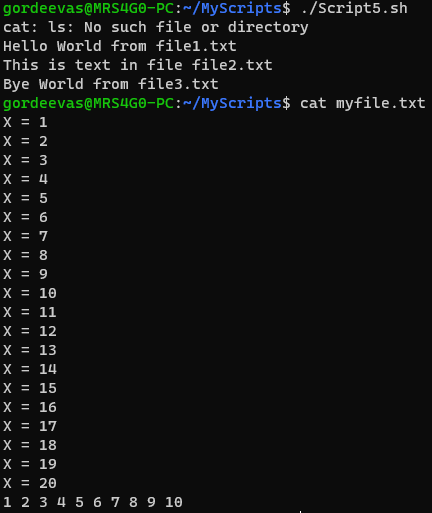 gordeevas@MRS4G0-PC:~/MyScripts$ ./Script5.sh
cat: ls: No such file or directory
Hello World from file1.txt
This is text in file file2.txt
Bye World from file3.txt
gordeevas@MRS4G0-PC:~/MyScripts$ cat myfile.txt
X = 1
X = 2
X = 3
X = 4
X = 5
X = 6
X = 7
X = 8
X = 9
X = 10
X = 11
X = 12
X = 13
X = 14
X = 15
X = 16
X = 17
X = 18
X = 19
X = 20
1 2 3 4 5 6 7 8 9 10